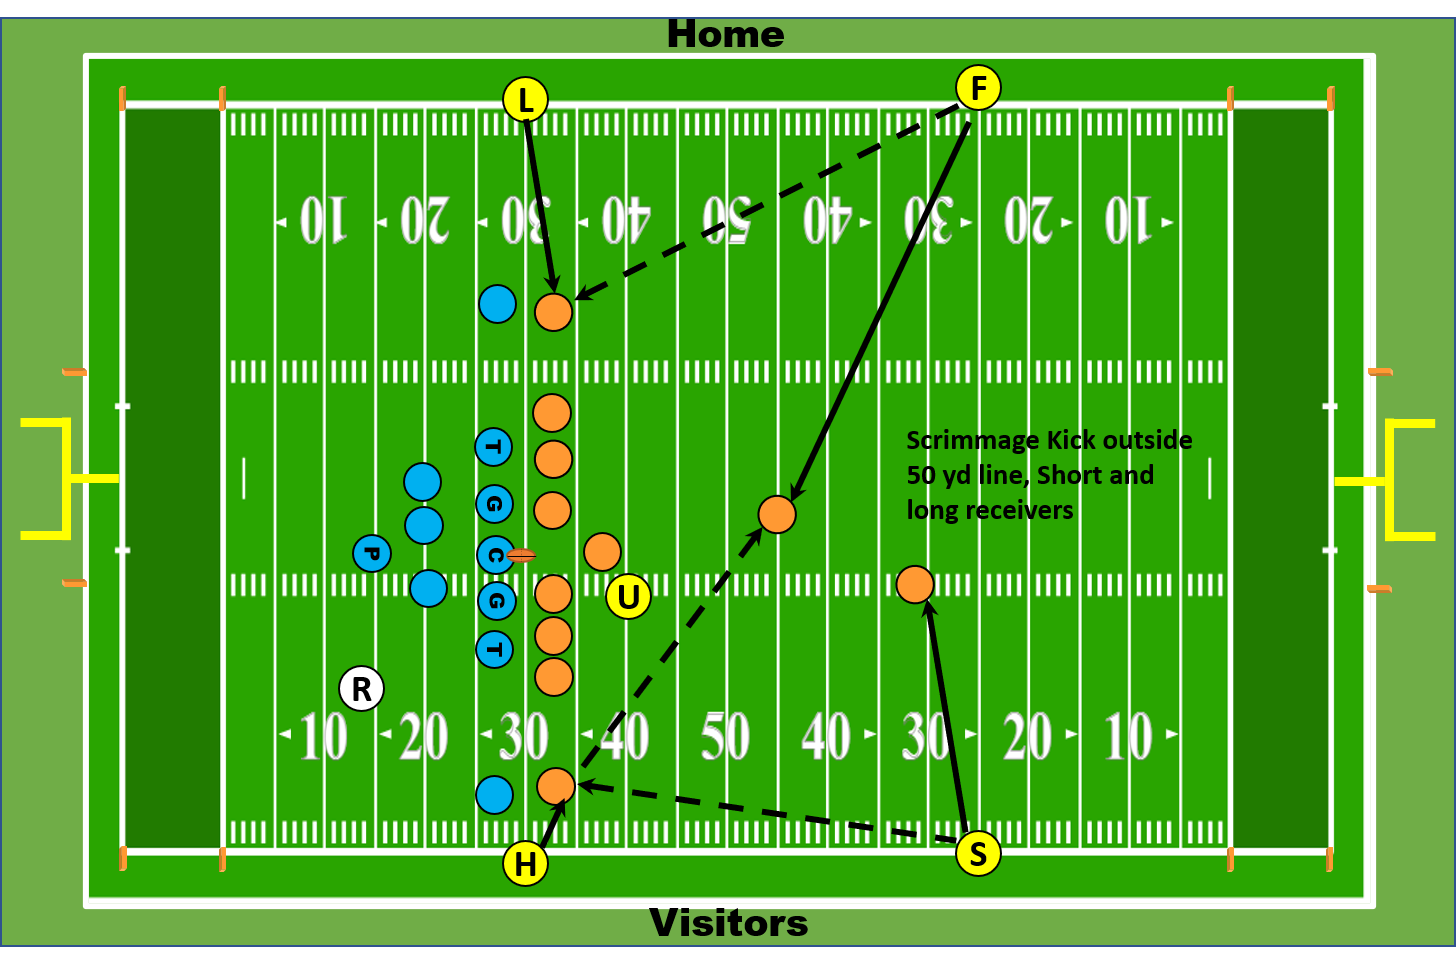 Home
L
F
10 20 30 40 50 40 30 20 10
T
G
Scrimmage Kick outside
50 yd line, Short and
long receivers
P
C
G
U
T
R
10 20 30 40 50 40 30 20 10
H
S
Visitors